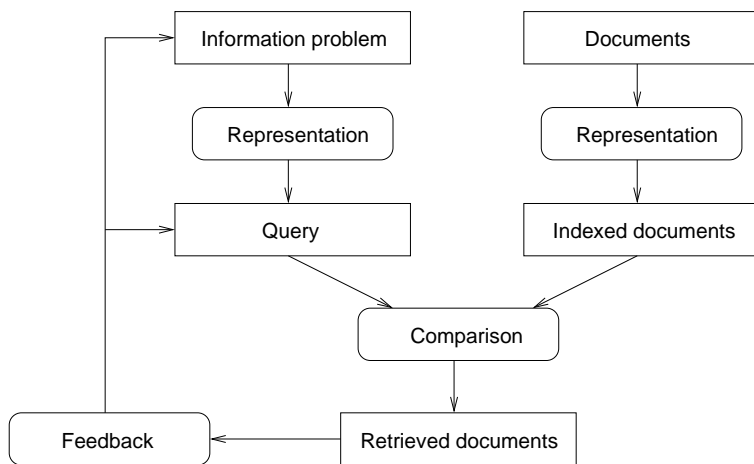 Information problem
Documents
Representation
Representation
Query
Indexed documents
Comparison
Feedback
Retrieved documents